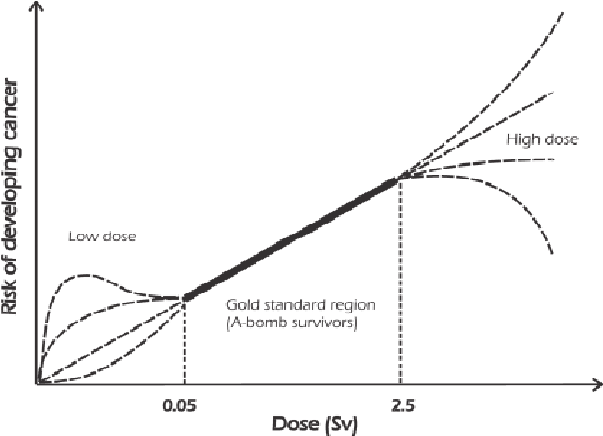 Risk of developing cancer
High dose
Low dose
Gold standard region
(A-bomb survivors)
0.05
2.5
Dose (Sv)